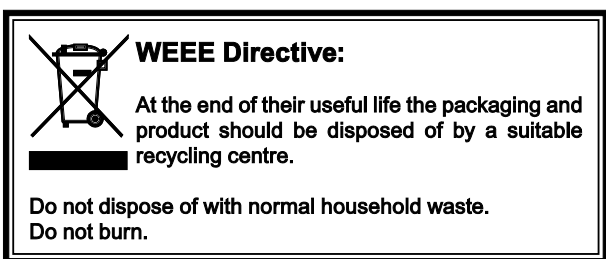 WEEE Directive:
At the end of their useful life the packaging and
product should be disposed of by a suitable
recycling centre.
Do not dispose of with normal household waste.
Do not burn.